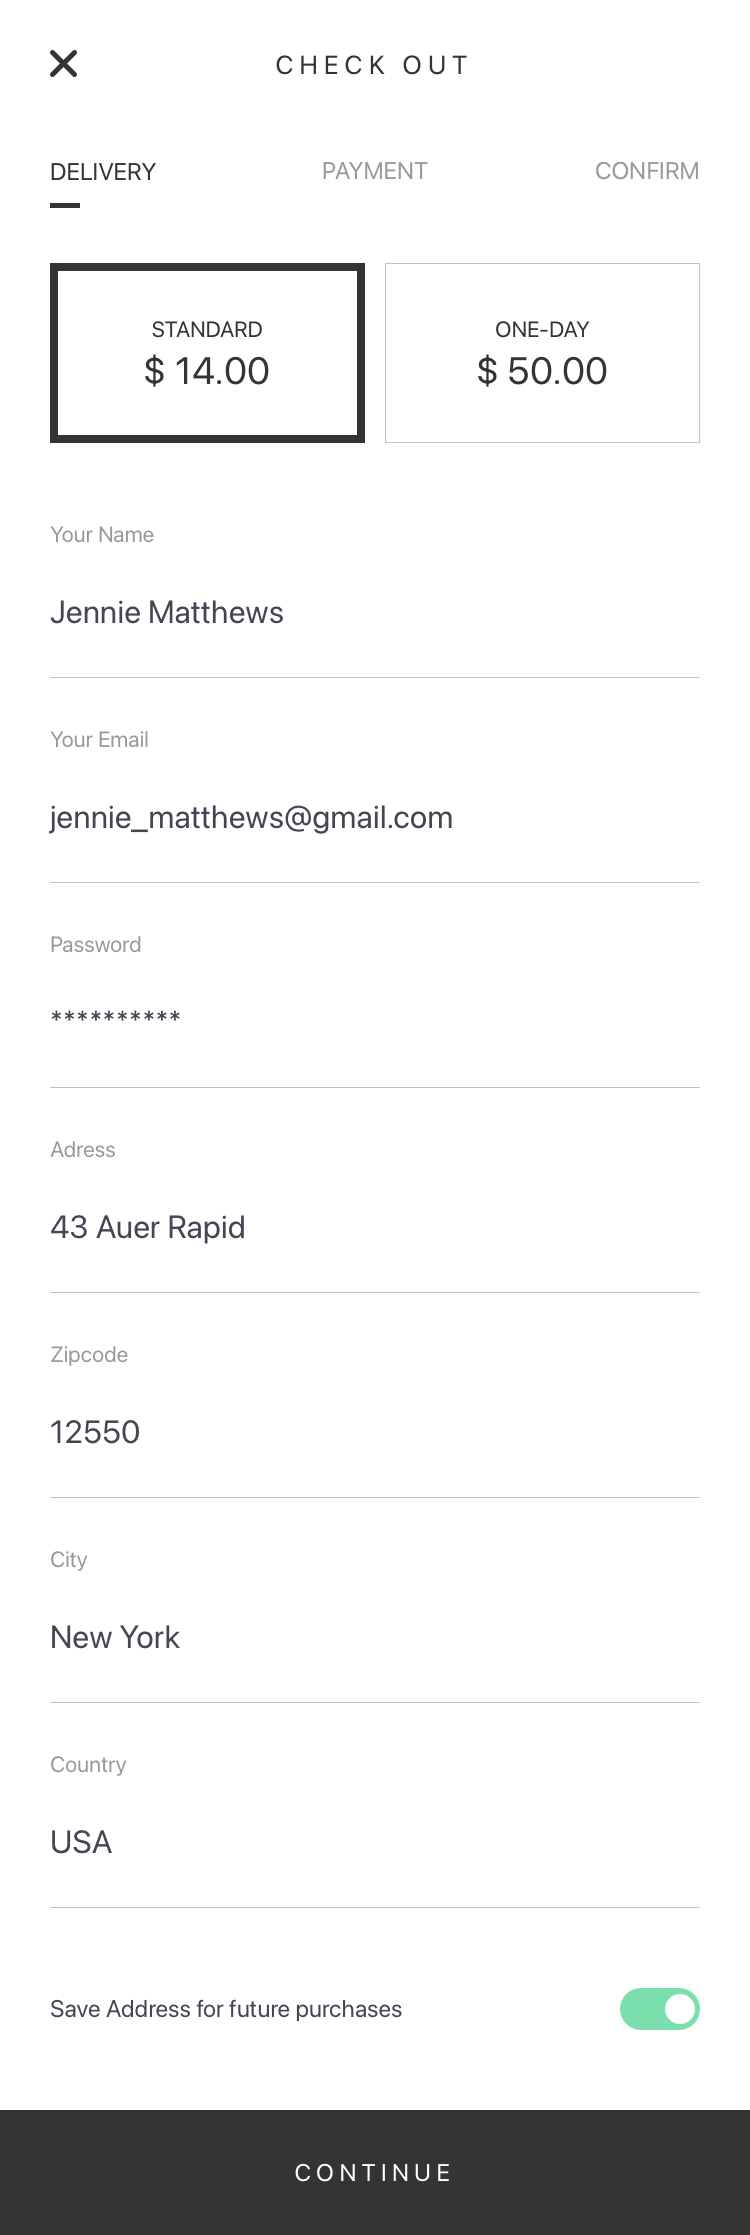 CHECK OUT
DELIVERY PAYMENT CONFIRM
STANDARD
$ 14.00
ONE-DAY
$ 50.00
Your Name
Jennie Matthews
Your Email
jennie_matthews@gmail.com
Password
**********
Adress
43 Auer Rapid
Zipcode
12550
City
New York
Country
USA
Save Address for future purchases
CONTINUE